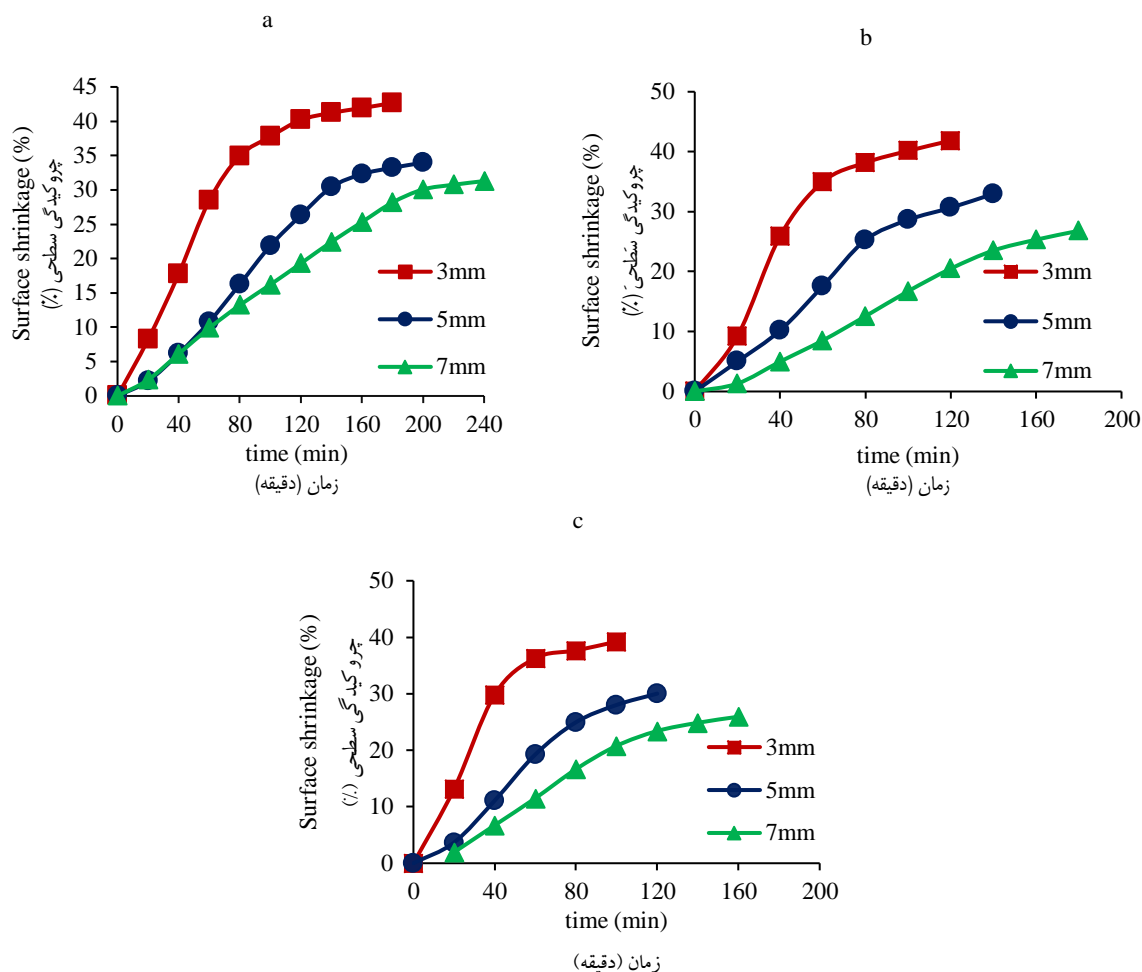 a
45
40
35
30
25
20
15
10
5
0
Surface shrinkage (%)
چروکیدگی سطحی (٪)
3mm
5mm
7mm
0 40 80 120 160 200 240
time (min)
زمان (دقیقه)
b
50
40
30
20
10
0
Surface shrinkage (%)
چروکیدگی سطحی (٪)
3mm
5mm
7mm
0 40 80 120 160 200
time (min)
زمان (دقیقه)
c
50
40
30
20
10
0
Surface shrinkage (%)
چروکیدگی سطحی (٪)
3mm
5mm
7mm
0 40 80 120 160 200
time (min)
زمان (دقیقه)